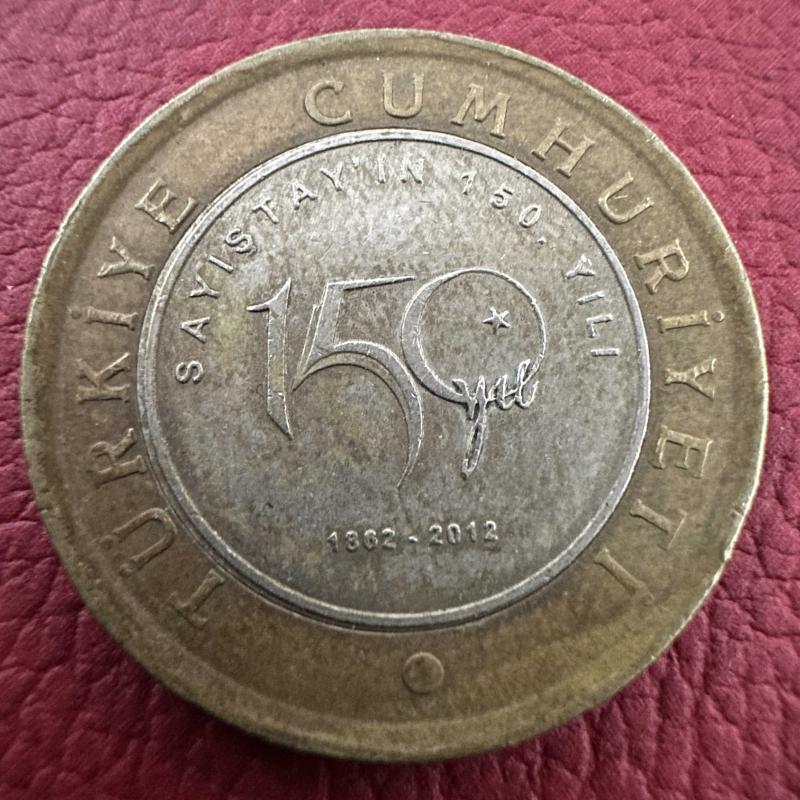 TÜRKİYE CUMHURİYETİ
SAYIŞTAY'IN 150. YILI
150
yıl
1862 - 2012